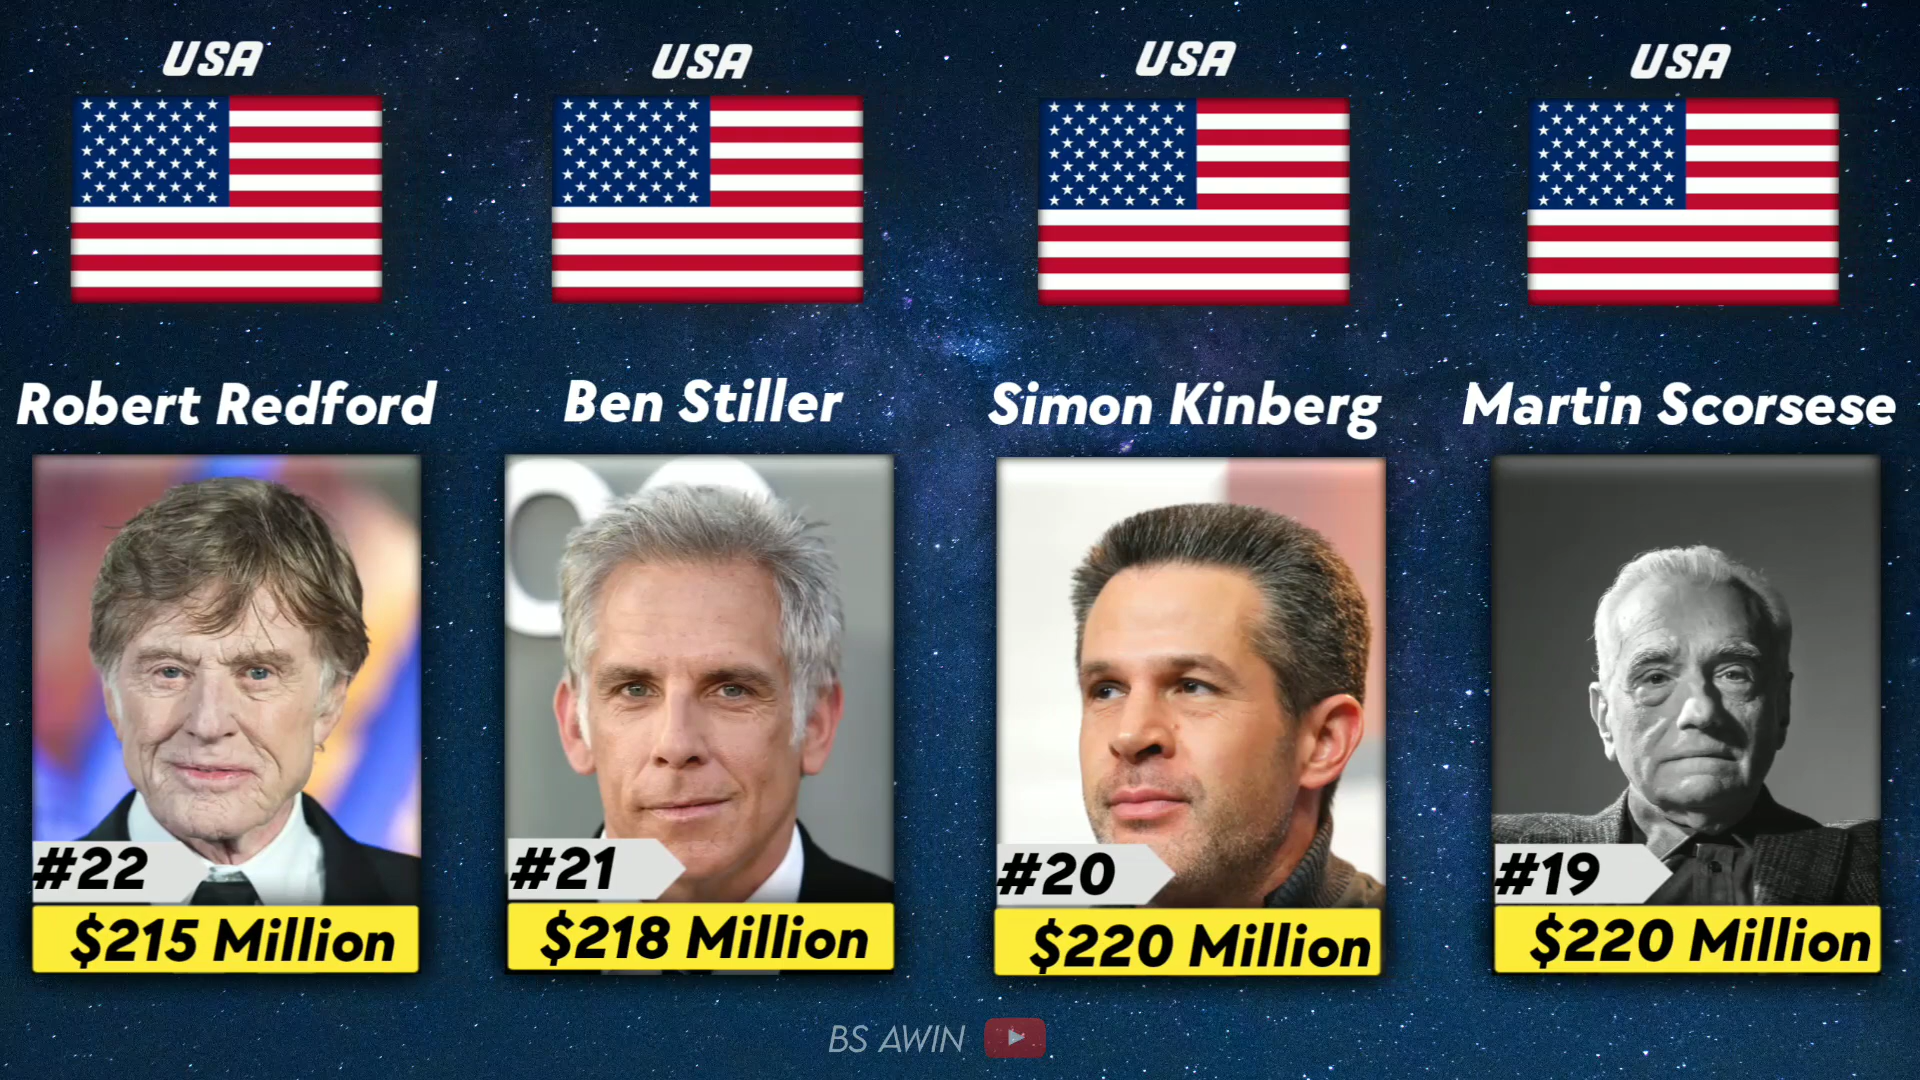 USA
USA
USA
USA
Robert Redford
Ben Stiller
Simon Kinberg
Martin Scorsese
#22
#21
#20
#19
$215 Million
$218 Million
$220 Million
$220 Million
BS AWIN